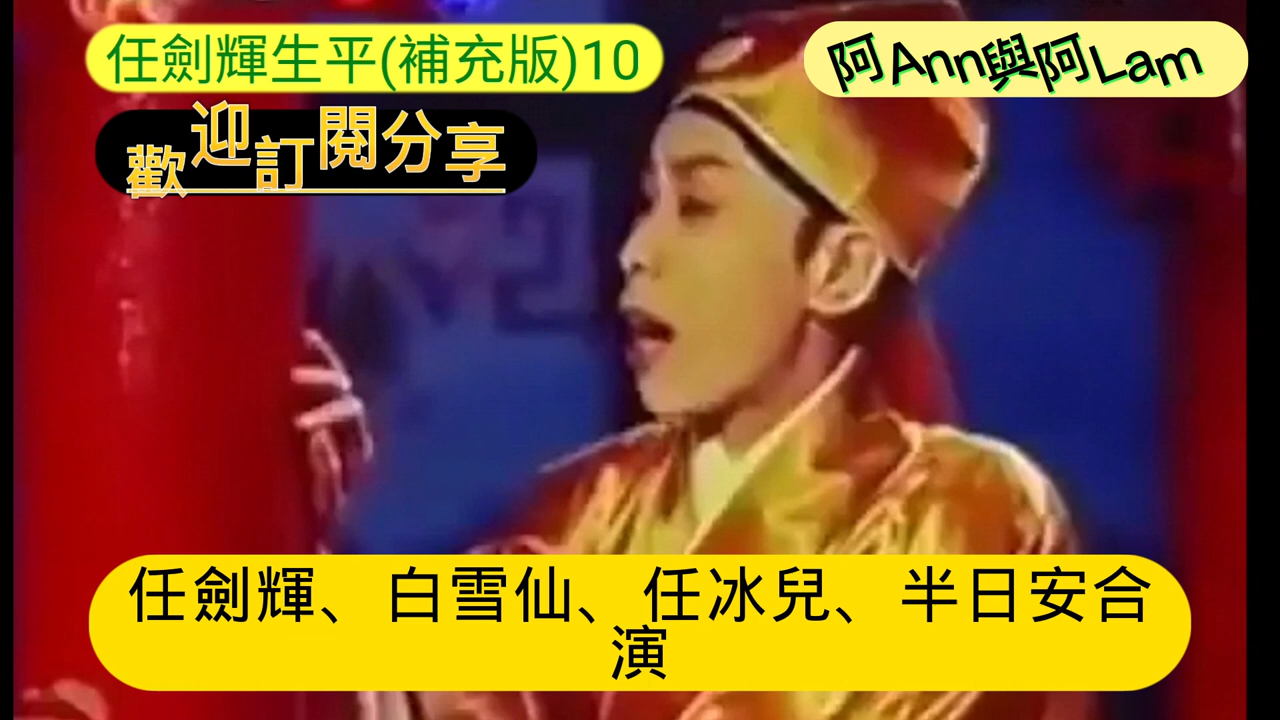 任劍輝生平(補充版)10
阿Ann與阿Lam
歡迎訂閱分享
任劍輝、白雪仙、任冰兒、半日安合
演